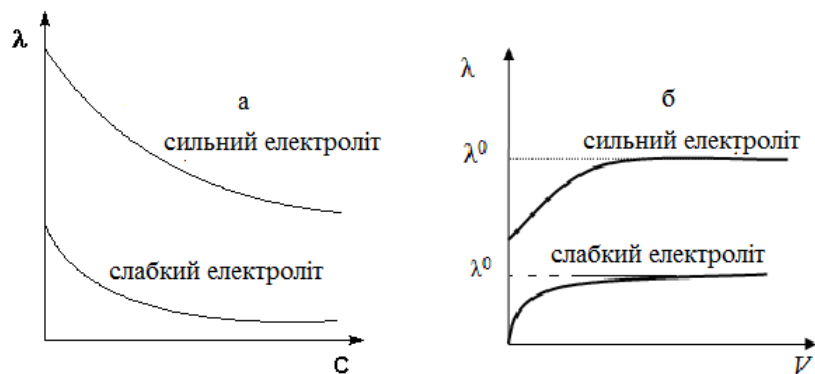 λ
а
сильний електроліт
слабкий електроліт
C
λ
б
сильний електроліт
λ⁰
слабкий електроліт
λ⁰
V